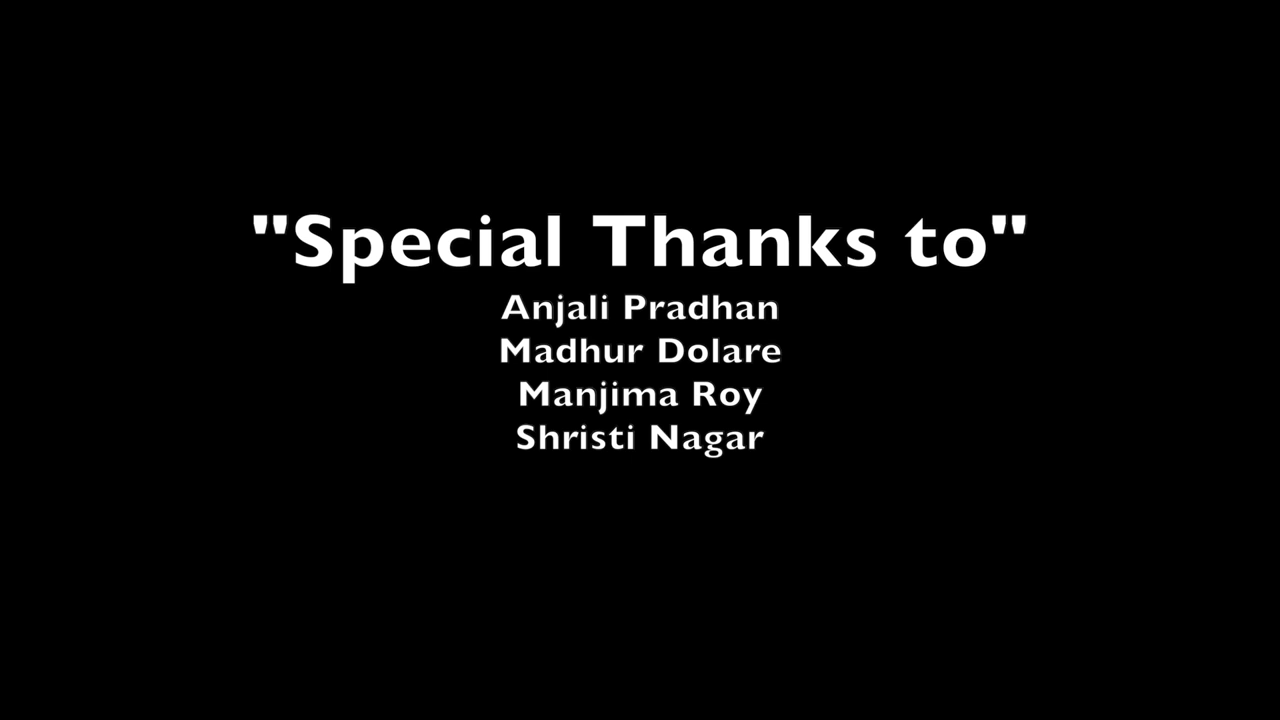 "Special Thanks to"
Anjali Pradhan
Madhur Dolare
Manjima Roy
Shristi Nagar